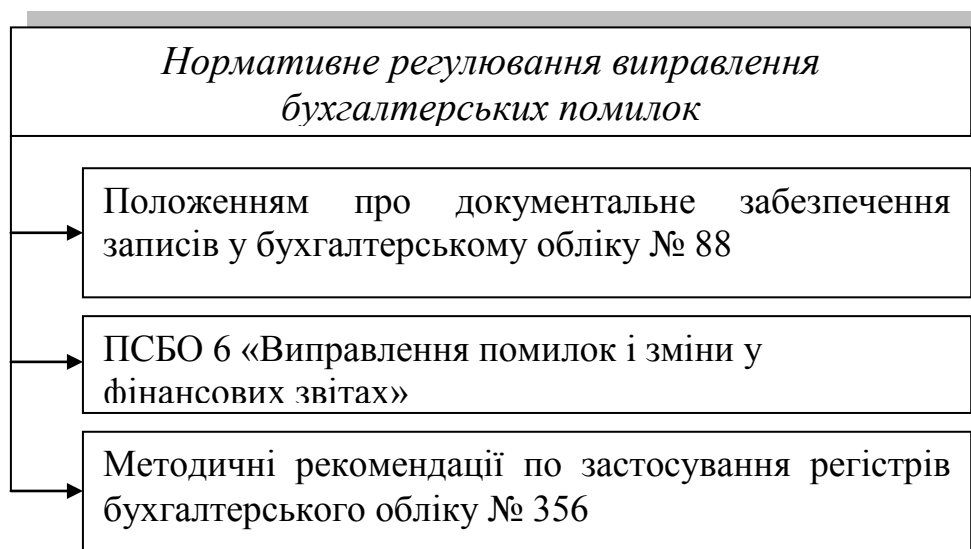 Нормативне регулювання виправлення
бухгалтерських помилок
Положенням про документальне забезпечення
записів у бухгалтерському обліку № 88
ПСБО 6 «Виправлення помилок і зміни у
фінансових звітах»
Методичні рекомендації по застосування регістрів
бухгалтерського обліку № 356